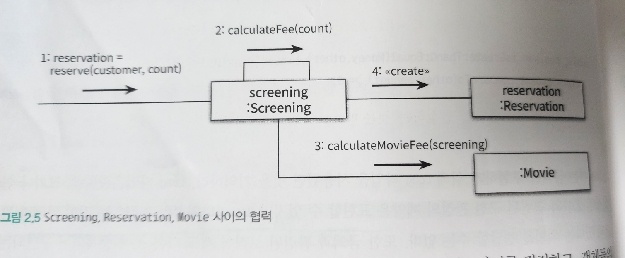 2: calculateFee(count)
1: reservation =
reserve(customer, count)
4: «create»
screening
:Screening
reservation
:Reservation
3: calculateMovieFee(screening)
:Movie
그림 2.5 Screening, Reservation, Movie 사이의 협력